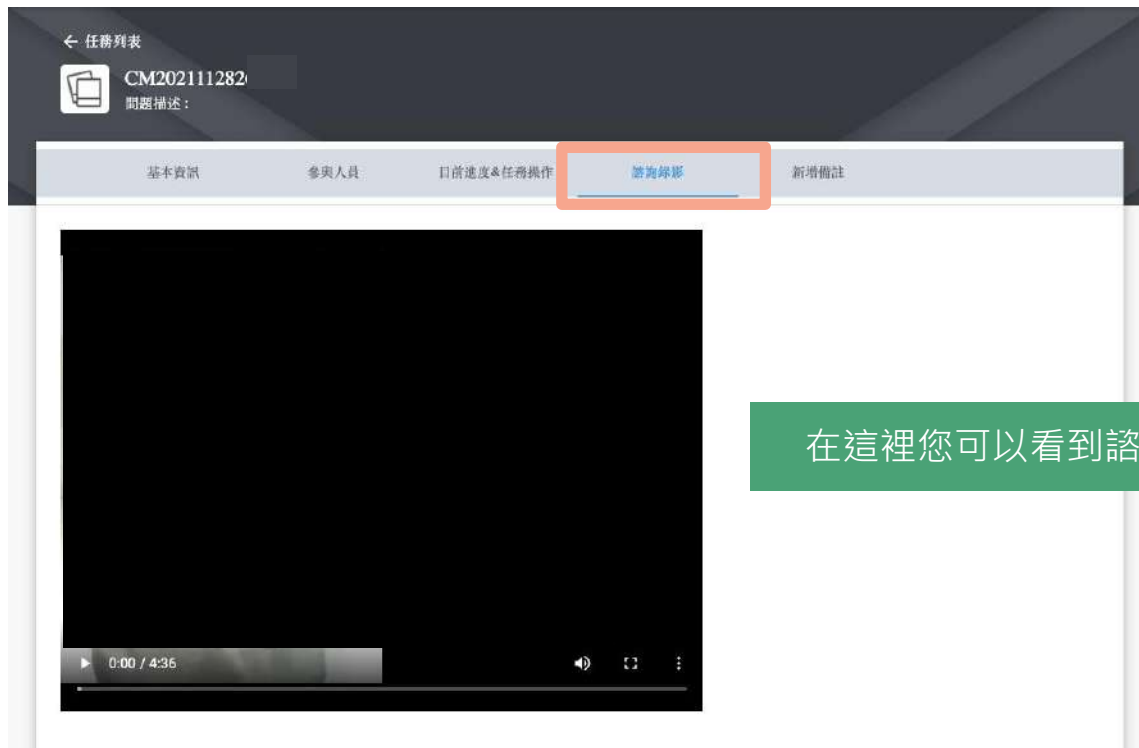 ← 任務列表
CM202111282
問題描述：
基本資訊
參與人員
目前進度&任務操作
諮詢錄影
新增備註
在這裡您可以看到諮
0:00 / 4:36